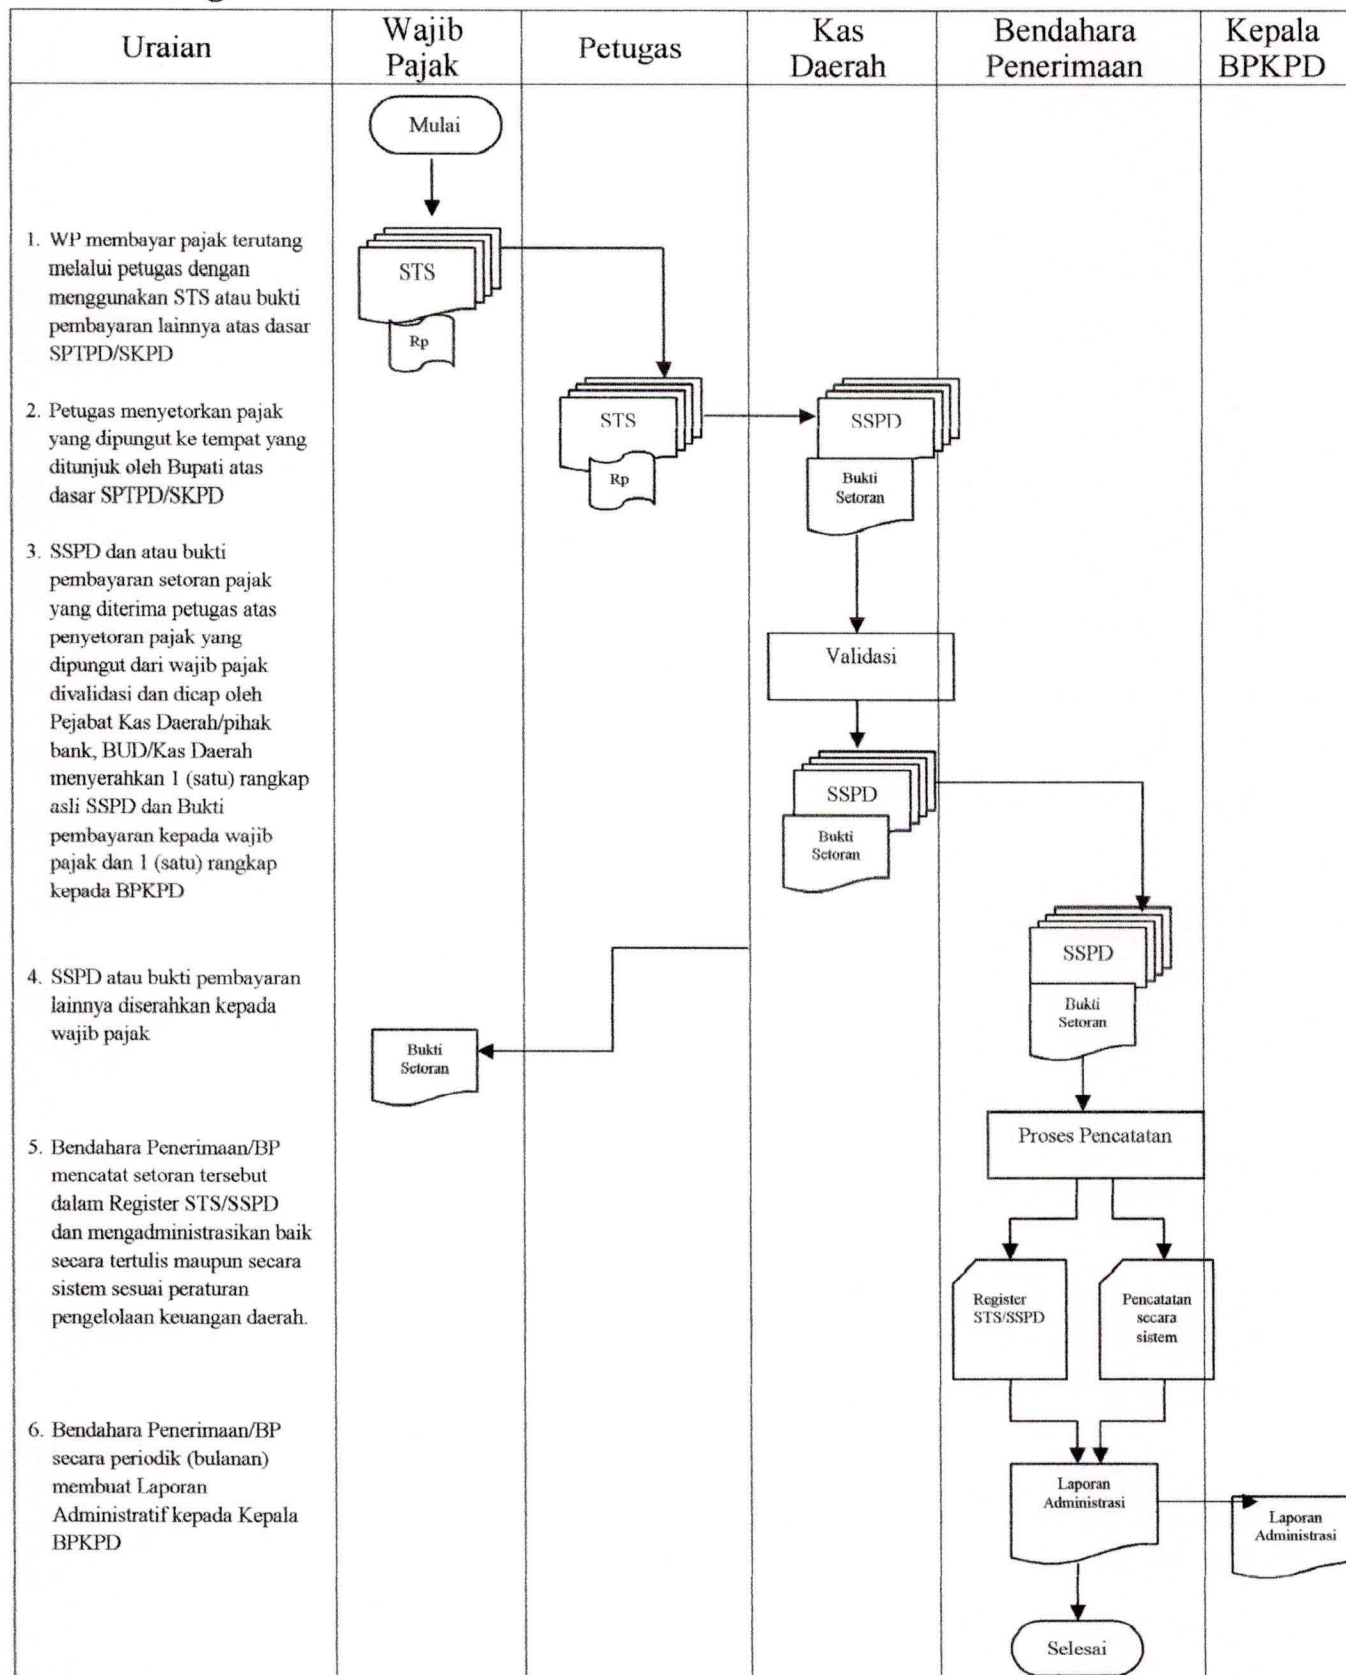 Uraian
Wajib
Pajak
Petugas
Kas
Daerah
Bendahara
Penerimaan
Kepala
BPKPD
Mulai
1. WP membayar pajak terutang
melalui petugas dengan
menggunakan STS atau bukti
pembayaran lainnya atas dasar
SPTPD/SKPD
STS
Rp
2. Petugas menyetorkan pajak
yang dipungut ke tempat yang
ditunjuk oleh Bupati atas
dasar SPTPD/SKPD
STS
Rp
SSPD
Bukti
Setoran
3. SSPD dan atau bukti
pembayaran setoran pajak
yang diterima petugas atas
penyetoran pajak yang
dipungut dari wajib pajak
divalidasi dan dicap oleh
Pejabat Kas Daerah/pihak
bank, BUD/Kas Daerah
menyerahkan 1 (satu) rangkap
asli SSPD dan Bukti
pembayaran kepada wajib
pajak dan 1 (satu) rangkap
kepada BPKPD
Validasi
SSPD
Bukti
Setoran
SSPD
Bukti
Setoran
4. SSPD atau bukti pembayaran
lainnya diserahkan kepada
wajib pajak
Bukti
Setoran
5. Bendahara Penerimaan/BP
mencatat setoran tersebut
dalam Register STS/SSPD
dan mengadministrasikan baik
secara tertulis maupun secara
sistem sesuai peraturan
pengelolaan keuangan daerah.
Proses Pencatatan
Register
STS/SSPD
Pencatatan
secara
sistem
6. Bendahara Penerimaan/BP
secara periodik (bulanan)
membuat Laporan
Administratif kepada Kepala
BPKPD
Laporan
Administrasi
Laporan
Administrasi
Selesai